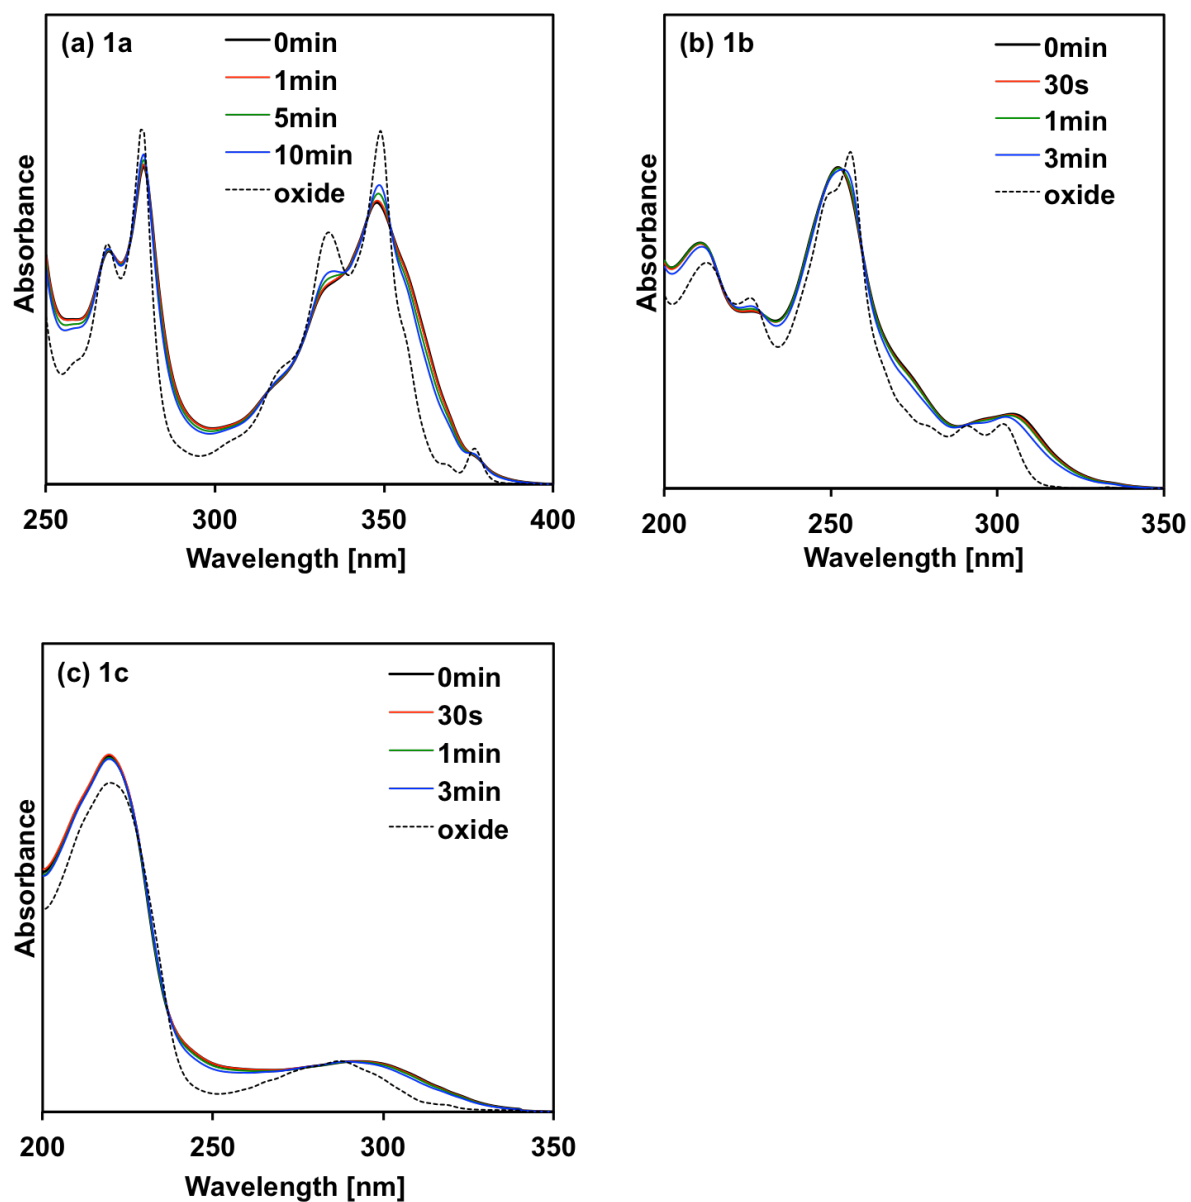 (a) 1a
0min
1min
5min
10min
oxide
Absorbance
250 300 350 400
Wavelength [nm]
(b) 1b
0min
30s
1min
3min
oxide
Absorbance
200 250 300 350
Wavelength [nm]
(c) 1c
0min
30s
1min
3min
oxide
Absorbance
200 250 300 350
Wavelength [nm]